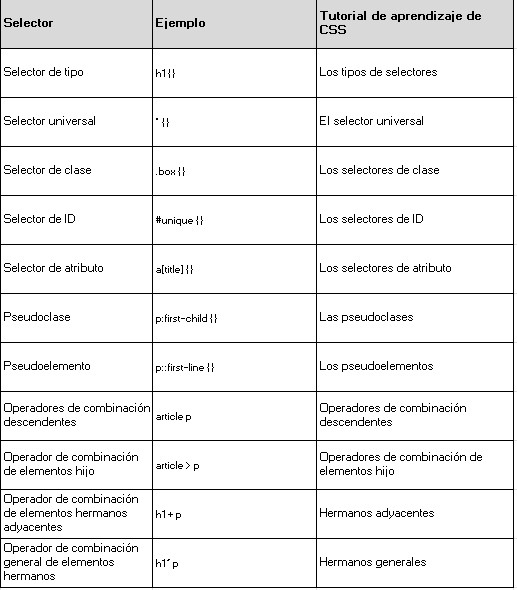 Selector Ejemplo Tutorial de aprendizaje de
CSS
Selector de tipo h1 {} Los tipos de selectores
Selector universal * {} El selector universal
Selector de clase .box {} Los selectores de clase
Selector de ID #unique {} Los selectores de ID
Selector de atributo a[title] {} Los selectores de atributo
Pseudoclase p:first-child {} Las pseudoclases
Pseudoelemento p::first-line {} Los pseudoelementos
Operadores de combinación
descendentes
article p
Operadores de combinación
descendentes
Operador de combinación
de elementos hijo
article > p
Operadores de combinación de
elementos hijo
Operador de combinación
de elementos hermanos
adyacentes
h1 + p
Hermanos adyecentes
Operador de combinación
general de elementos
hermanos
h1 ~ p
Hermanos generales